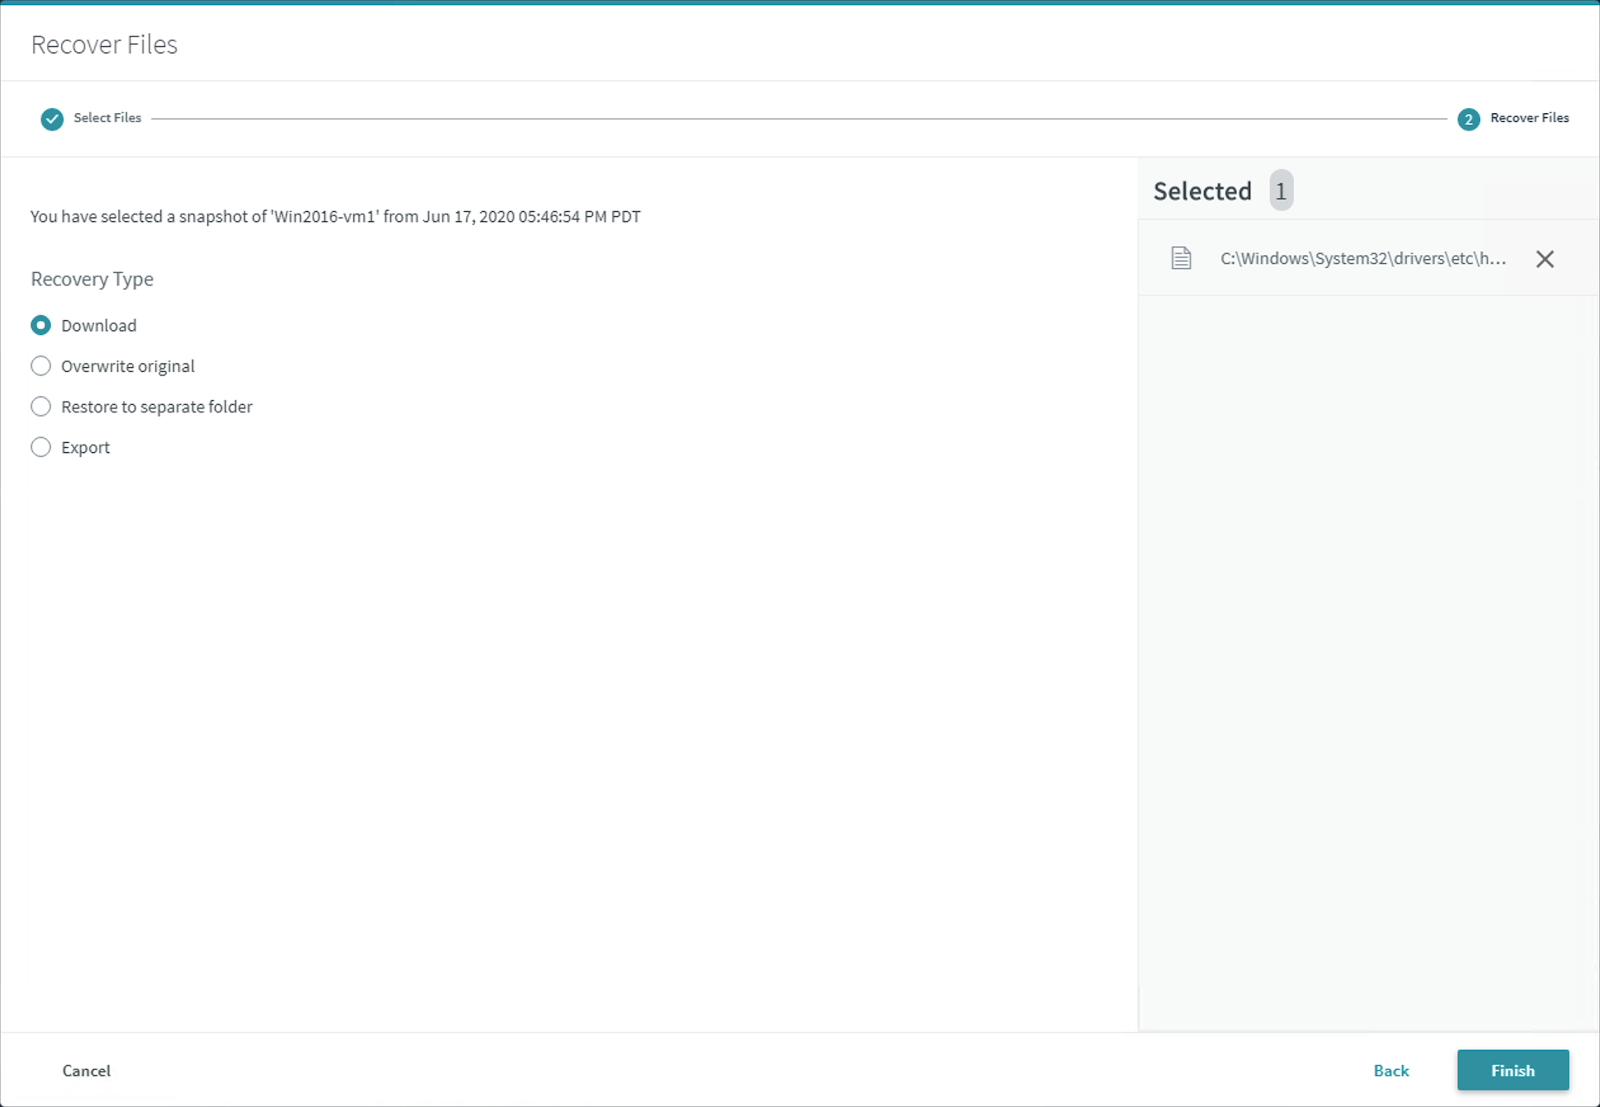 Recover Files
Select Files
2 Recover Files
You have selected a snapshot of 'Win2016-vm1' from Jun 17, 2020 05:46:54 PM PDT
Recovery Type
Download
Overwrite original
Restore to separate folder
Export
Selected 1
C:\Windows\System32\drivers\etc\h...
Cancel
Back
Finish